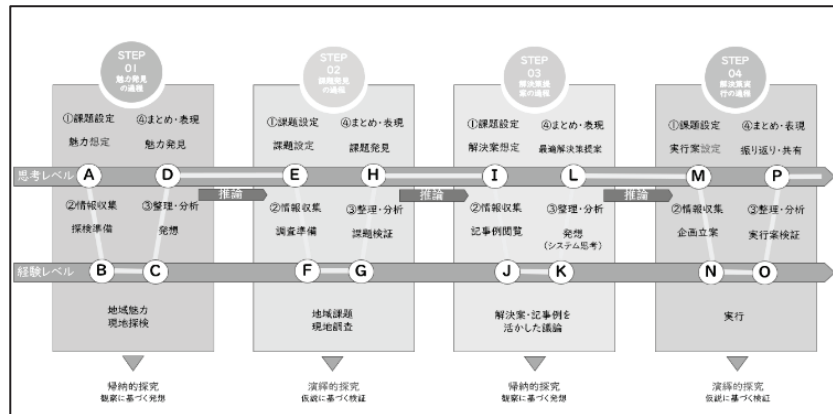 STEP
01
魅力発見
の過程
①課題設定
魅力想定
④まとめ・表現
魅力発見
②情報収集
探検準備
③整理・分析
発想
地域魅力
現地探検
帰納的探究
観察に基づく発想
STEP
02
課題発見
の過程
①課題設定
課題設定
④まとめ・表現
課題発見
②情報収集
調査準備
③整理・分析
課題検証
地域課題
現地調査
演繹的探究
仮説に基づく検証
STEP
03
解決策提
案の過程
①課題設定
解決案想定
④まとめ・表現
最適解決策提案
②情報収集
記事例閲覧
③整理・分析
発想
(システム思考)
解決案・記事例を
活かした議論
帰納的探究
観察に基づく発想
STEP
04
解決策実
行の過程
①課題設定
実行案設定
④まとめ・表現
振り返り・共有
②情報収集
企画立案
③整理・分析
実行案検証
実行
演繹的探究
仮説に基づく検証
思考レベル
A
D
E
H
I
L
M
P
推論
推論
推論
経験レベル
B
C
F
G
J
K
N
O